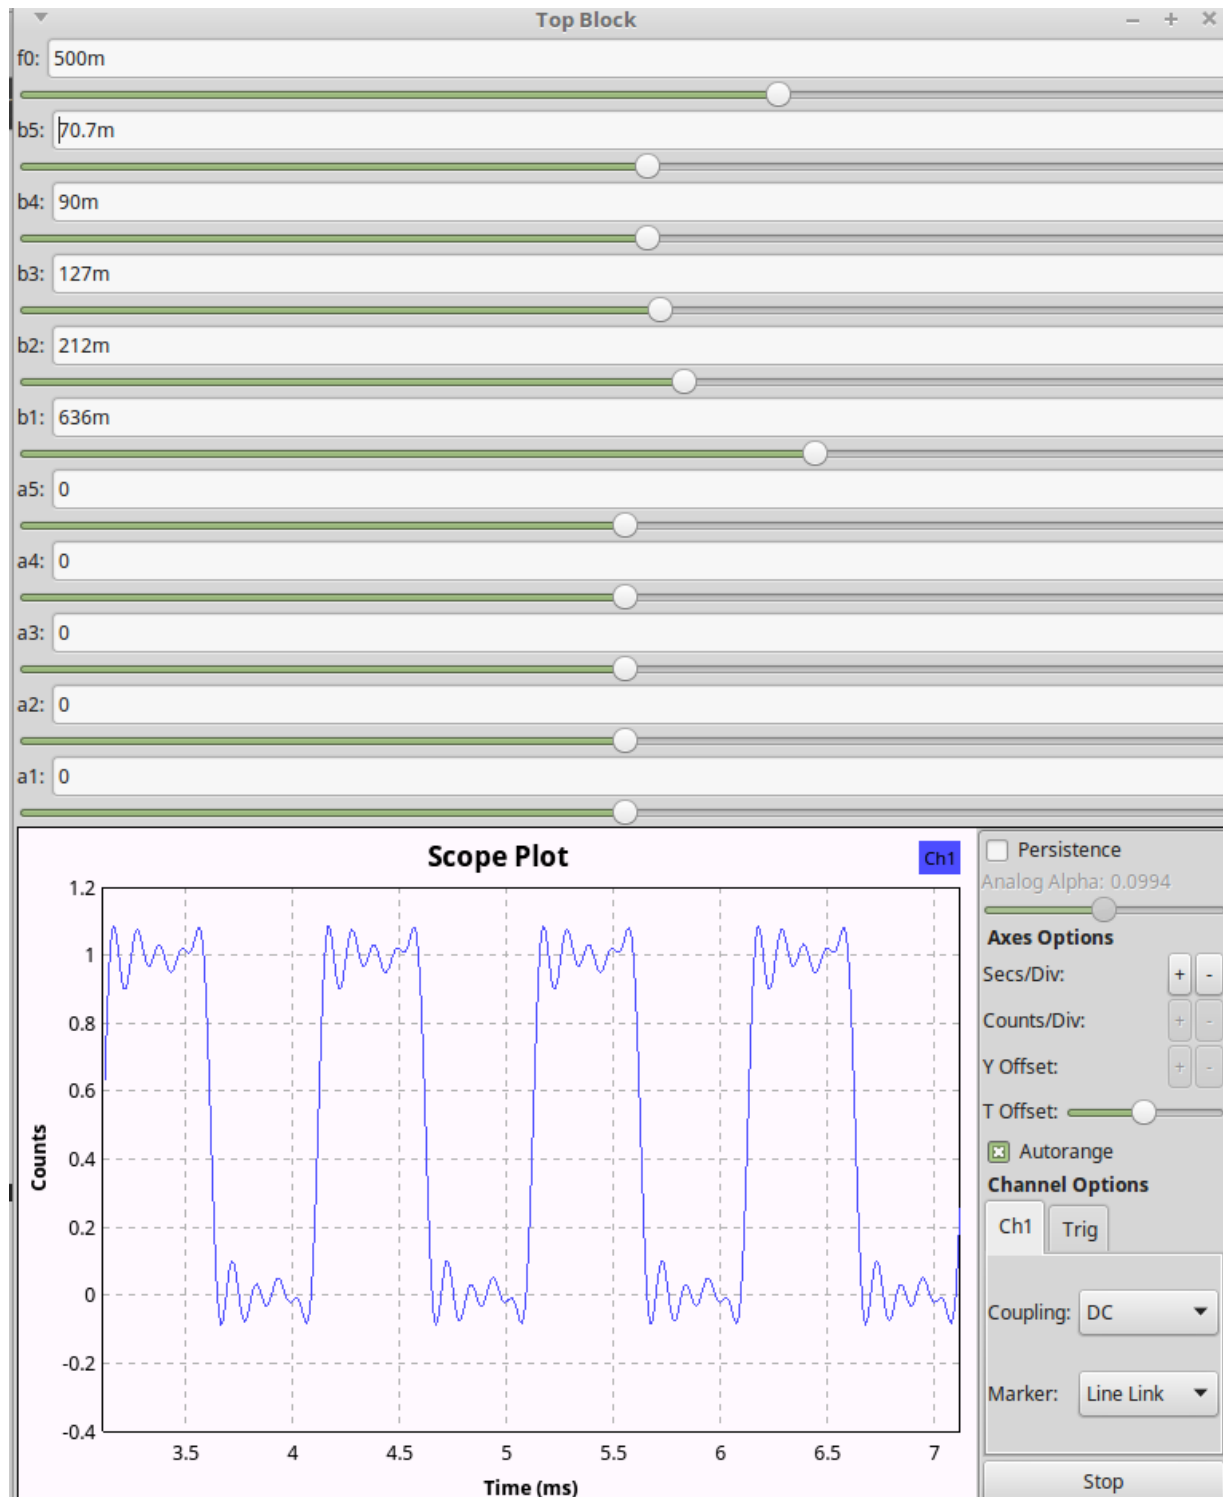 Top Block
f0: 500m
b5: 70.7m
b4: 90m
b3: 127m
b2: 212m
b1: 636m
a5: 0
a4: 0
a3: 0
a2: 0
a1: 0
Scope Plot
Ch1
1.2
1
0.8
0.6
0.4
0.2
0
-0.2
-0.4
Counts
3.5 4 4.5 5 5.5 6 6.5 7
Time (ms)
Persistence
Analog Alpha: 0.0994
Axes Options
Secs/Div: + -
Counts/Div: + -
Y Offset: + -
T Offset:
Autorange
Channel Options
Ch1 Trig
Coupling: DC
Marker: Line Link
Stop